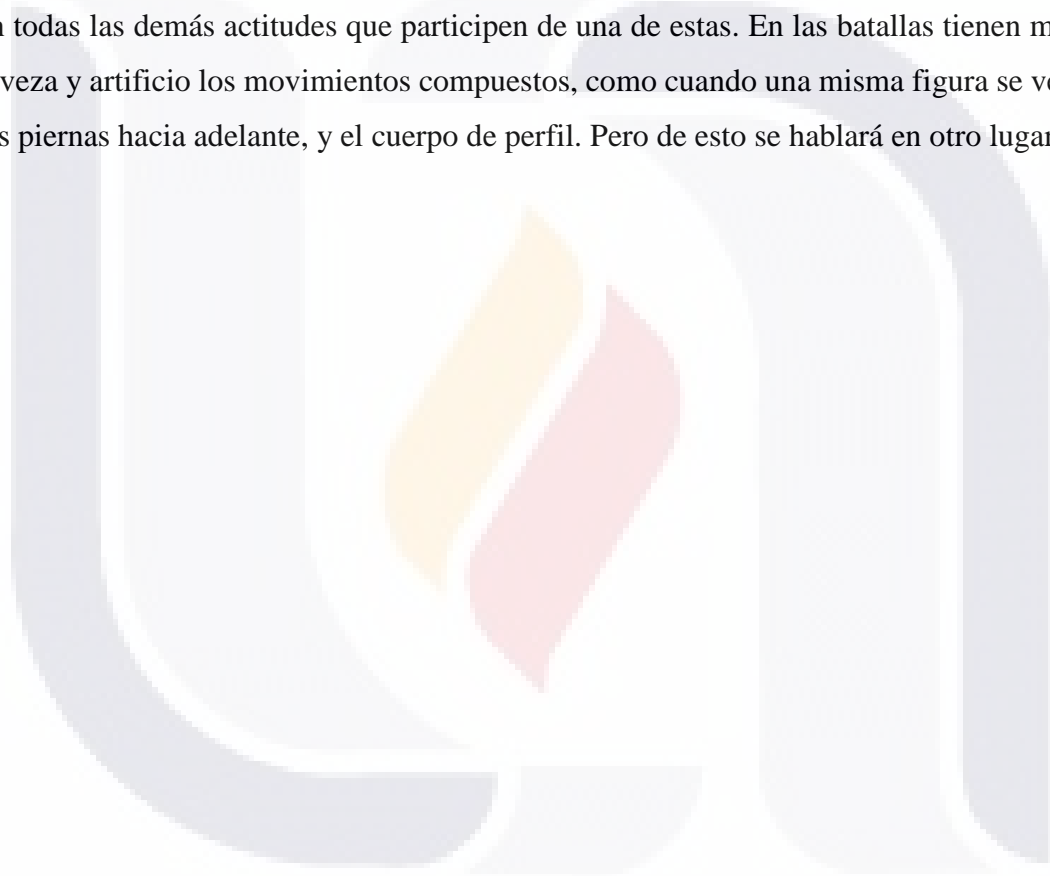 todas las demás actitudes que participen de una de estas. En las batallas tienen
y artificio los movimientos compuestos, como cuando una misma figura se
piernas hacia adelante, y el cuerpo de perfil. Pero de esto se hablará en otro lugar